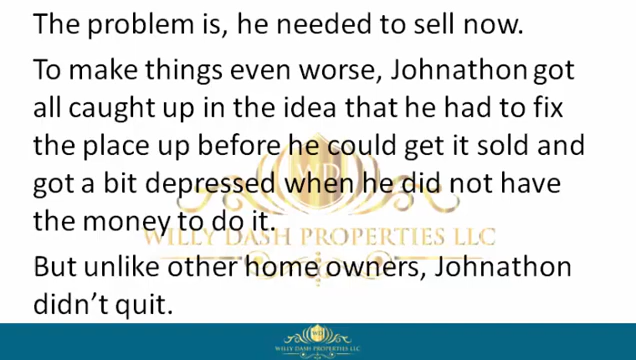 The problem is, he needed to sell now.
To make things even worse, Johnathon got
all caught up in the idea that he had to fix
the place up before he could get it sold and
got a bit depressed when he did not have
the money to do it.
WILLY DASH PROPERTIES LLC
But unlike other home owners, Johnathon
didn’t quit.
WILLY DASH PROPERTIES LLC